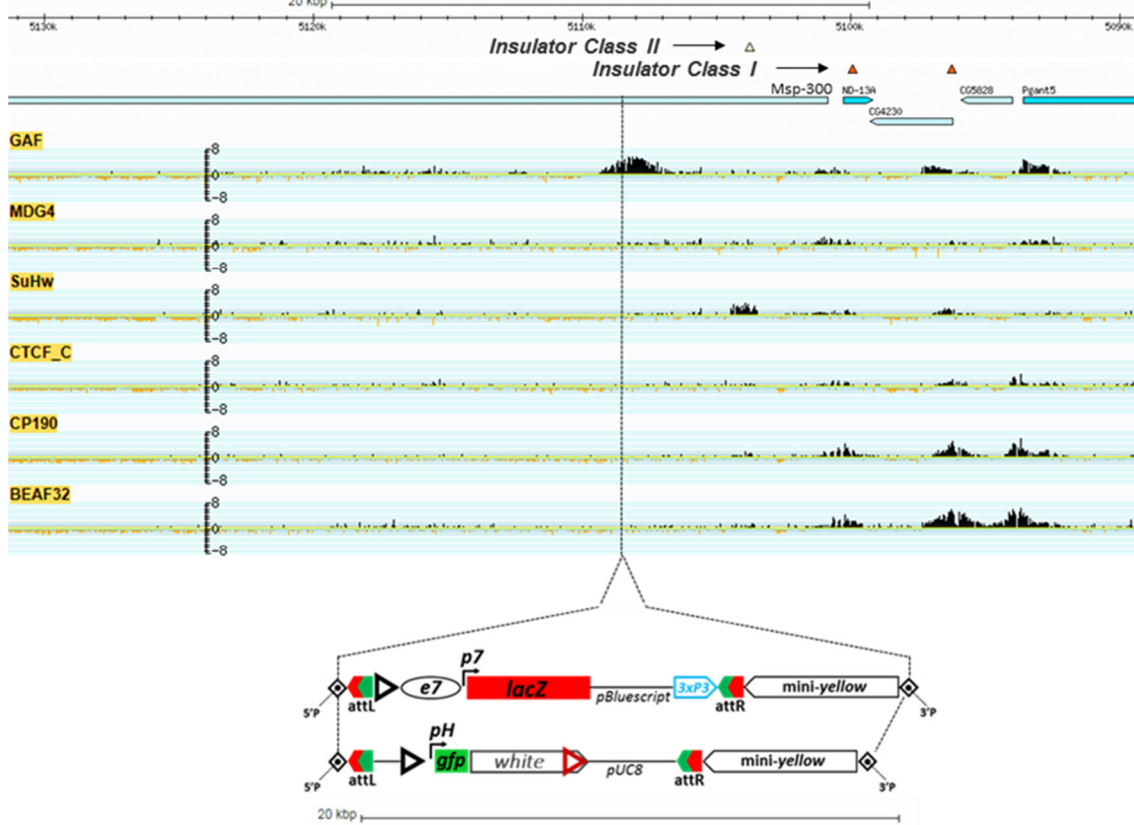 20 kbp
5130k 5120k 5110k 5100k 5090k
Insulator Class II
Insulator Class I
Msp-300 ND-13A CG5828 Pgant5
CG4230
GAF
8
0
-8
MDG4
8
0
-8
SuHw
8
0
-8
CTCF_C
8
0
-8
CP190
8
0
-8
BEAF32
8
0
-8
p7
e7 lacZ 3xP3 mini-yellow
pBluescript
5'P attL attR 3'P
pH
gfp white mini-yellow
pUC8
5'P attL attR 3'P
20 kbp